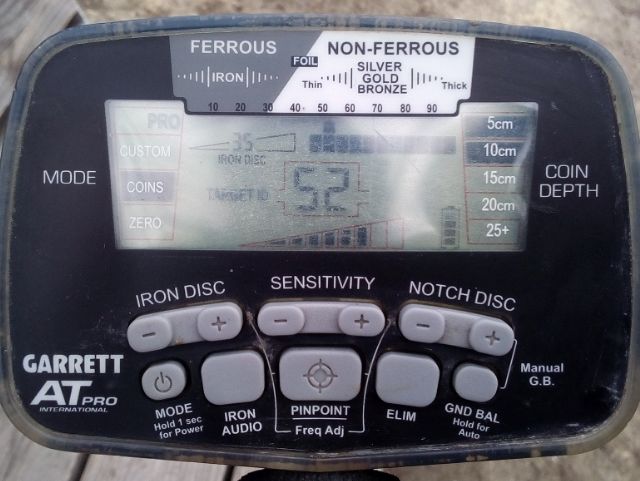 FERROUS
NON-FERROUS
FOIL
IRON
SILVER
GOLD
BRONZE
Thin
Thick
10 20 30 40 50 60 70 80 90
PRO
CUSTOM
COINS
ZERO
MODE
35
IRON DISC
TARGET ID
52
5cm
10cm
15cm
20cm
25+
COIN
DEPTH
IRON DISC
SENSITIVITY
NOTCH DISC
- +
- +
- +
GARRETT
AT PRO
INTERNATIONAL
MODE
Hold 1 sec
for Power
IRON
AUDIO
PINPOINT
Freq Adj
ELIM
GND BAL
Hold for
Auto
Manual
G.B.